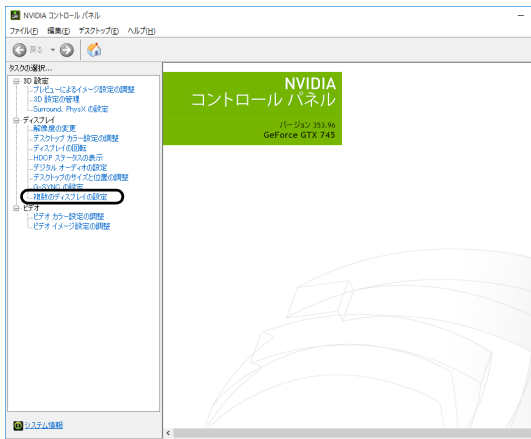 NVIDIA コントロール パネル
ファイル(F) 編集(E) デスクトップ(E) ヘルプ(H)
戻る
タスクの選択...
3D 設定
プレビューによるイメージ設定の調整
3D 設定の管理
Surround、PhysX の設定
ディスプレイ
解像度の変更
デスクトップ カラー設定の調整
ディスプレイの回転
HDCP ステータスの表示
デジタル オーディオの設定
デスクトップのサイズと位置の調整
G-SYNC の設定
複数のディスプレイの設定
ビデオ
ビデオ カラー設定の調整
ビデオ イメージ設定の調整
システム情報
NVIDIA
コントロール パネル
バージョン 353.96
GeForce GTX 745